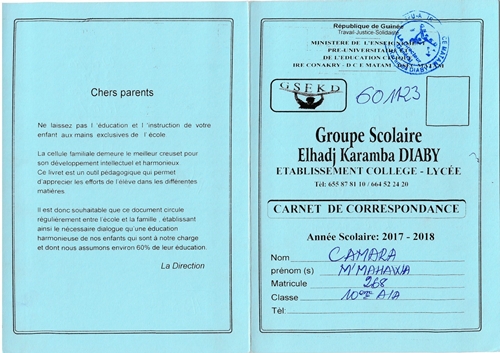 Chers parents
Ne laissez pas l 'éducation et l 'instruction de votre
enfant aux mains exclusives de l' école
La cellule familiale demeure le meilleur creuset pour
son développement intellectuel et harmonieux
Ce livret est un outil pédagogique qui permet
d'apprécier les efforts de l'élève dans les différentes
matières.
Il est donc souhaitable que ce document circule
régulièrement entre l'école et la famille , établissant
ainsi le nécessaire dialogue qu'une éducation
harmonieuse de nos enfants qui sont à notre charge
et dont nous assumons environ 60% de leur éducation.
La Direction
République de Guinée
Travail-Justice-Solidarité
MINISTERE DE L'ENSEIGNEMENT
PRE-UNIVERSITAIRE
DE L'EDUCATION CIVIQUE
IRE CONAKRY - D C E MATAM
DIABY
GSEKD
601123
Groupe Scolaire
Elhadj Karamba DIABY
ETABLISSEMENT COLLEGE - LYCÉE
Tél: 655 87 81 10 / 664 52 24 20
CARNET DE CORRESPONDANCE
Année Scolaire: 2017 - 2018
Nom CAMARA
prénom (s) M'MAHAWA
Matricule 268
Classe 10ème A/A
Tél: